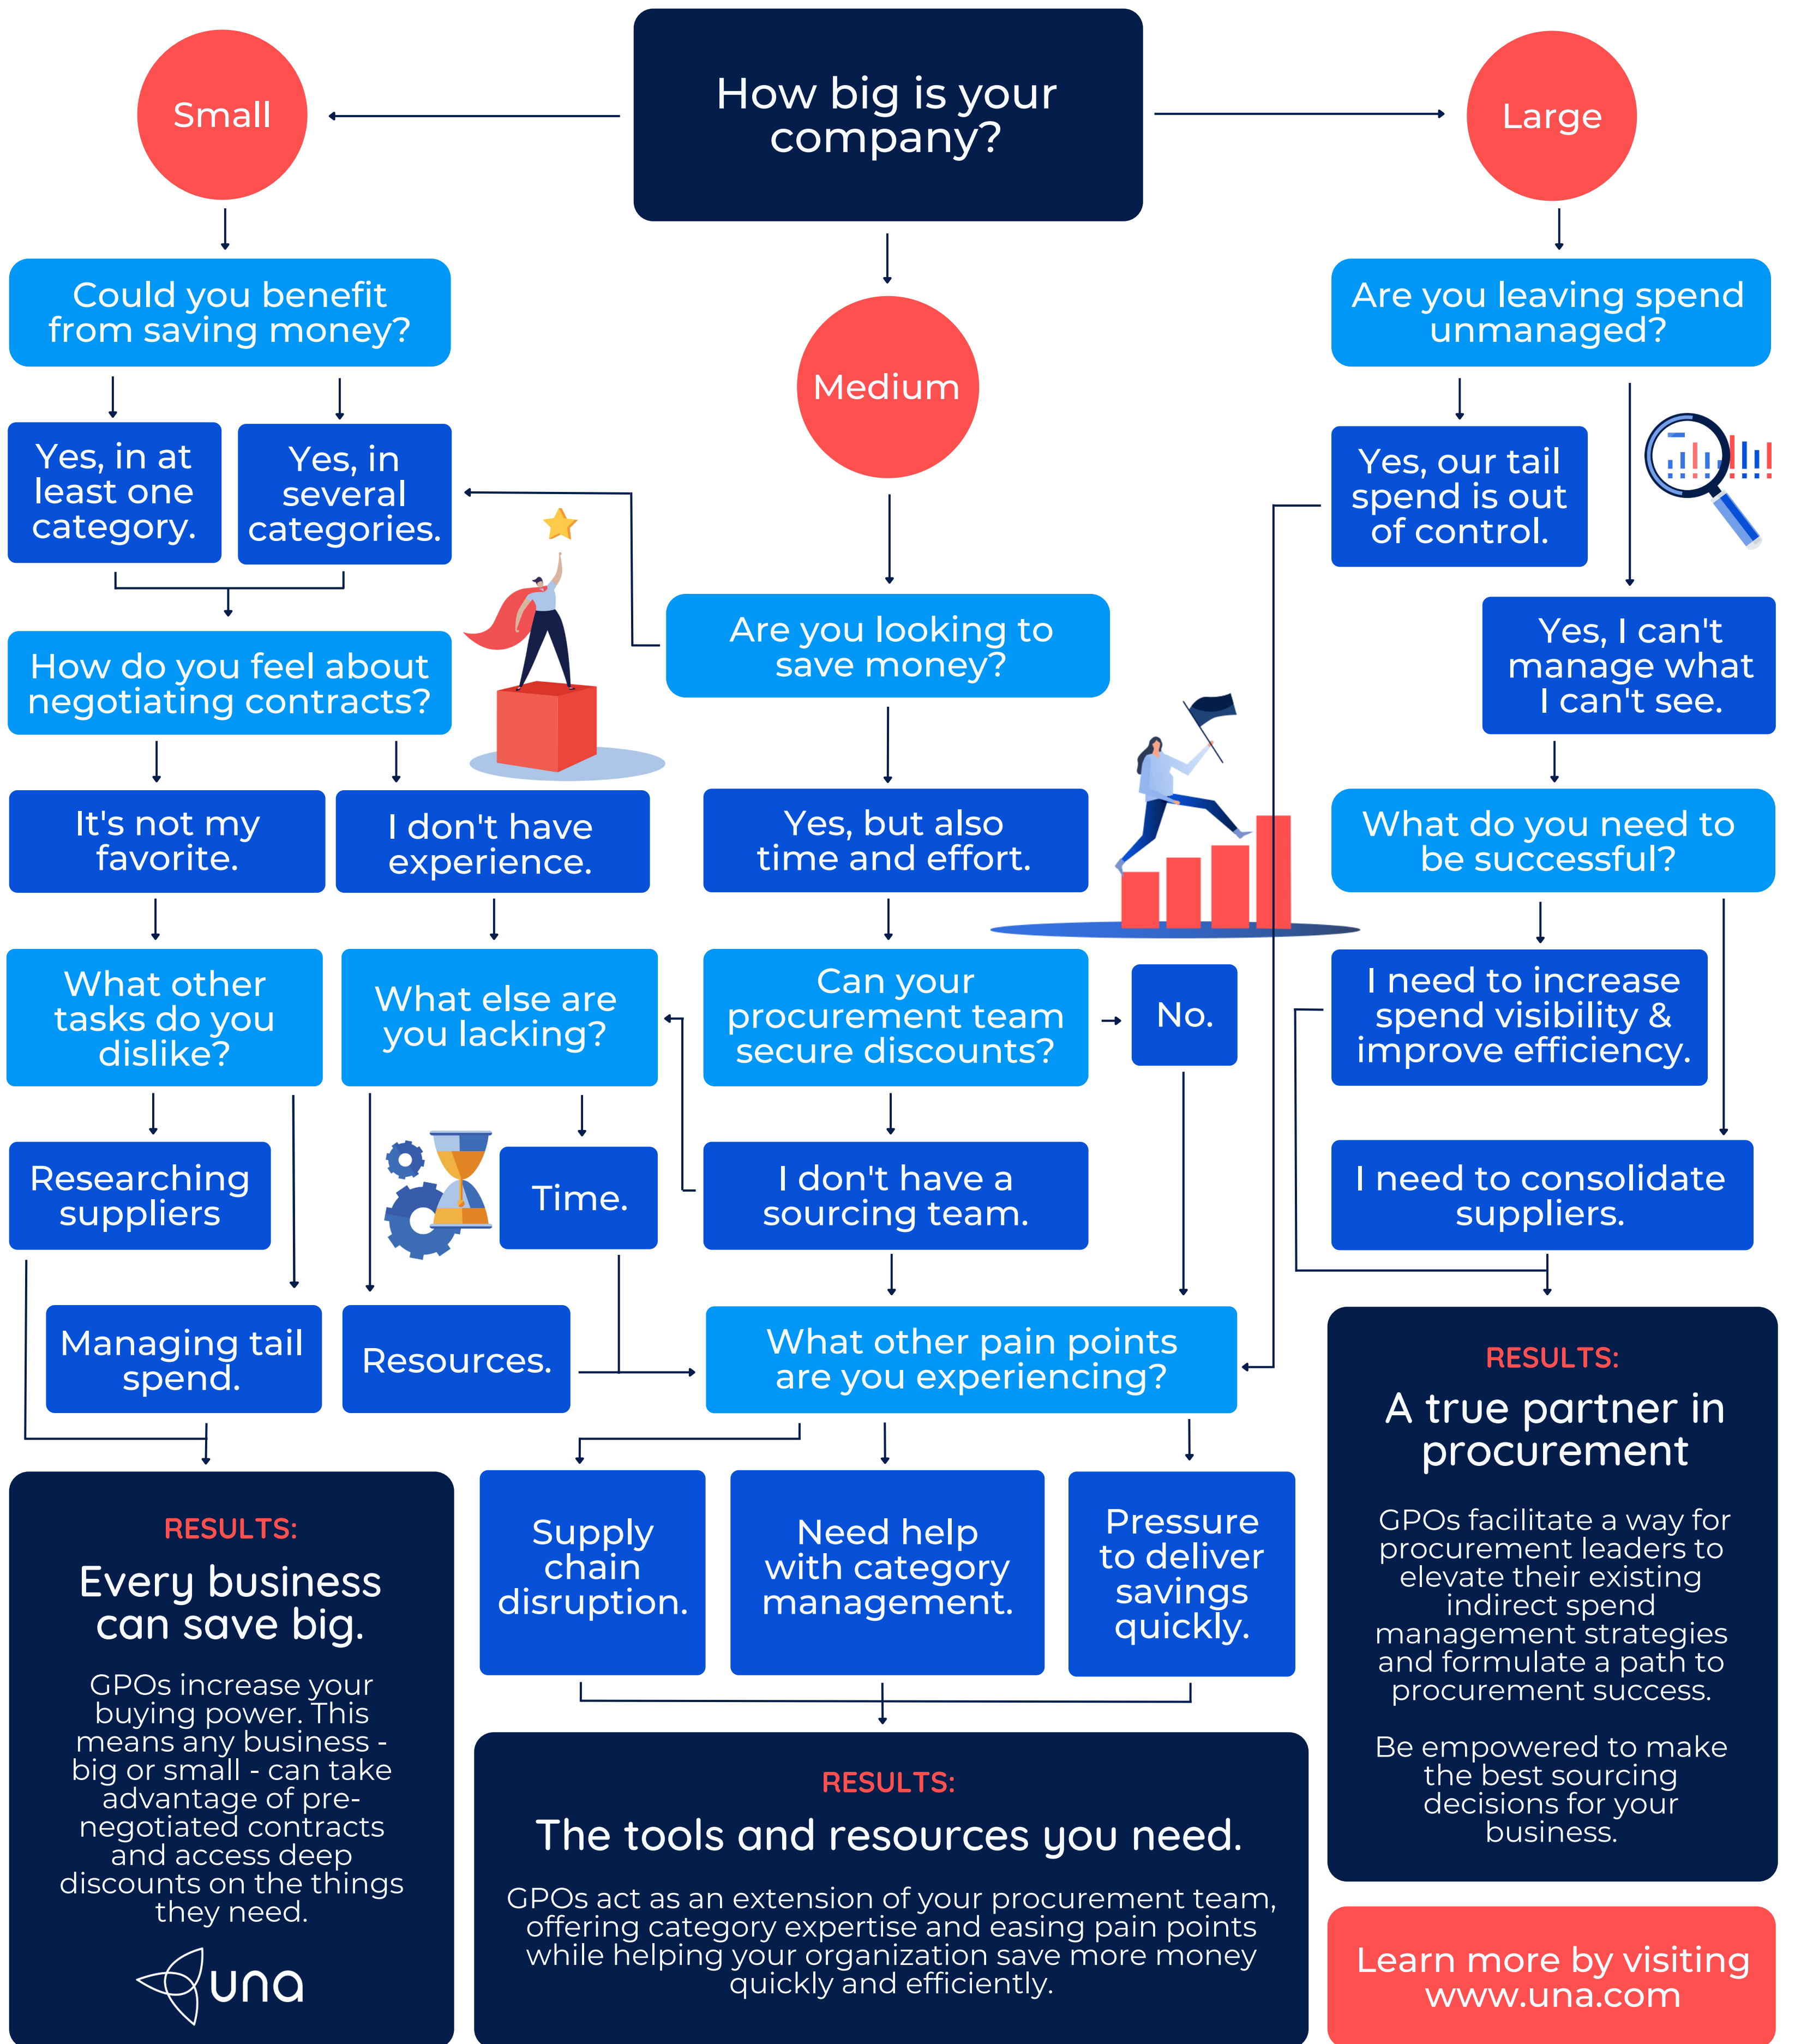 How big is your
company?
Small
Large
Medium
Could you benefit
from saving money?
Yes, in at
least one
category.
Yes, in
several
categories.
How do you feel about
negotiating contracts?
It's not my
favorite.
I don't have
experience.
What other
tasks do you
dislike?
What else are
you lacking?
Researching
suppliers
Time.
Managing tail
spend.
Resources.
Are you looking to
save money?
Yes, but also
time and effort.
Can your
procurement team
secure discounts?
No.
I don't have a
sourcing team.
What other pain points
are you experiencing?
Supply
chain
disruption.
Need help
with category
management.
Pressure
to deliver
savings
quickly.
Are you leaving spend
unmanaged?
Yes, our tail
spend is out
of control.
Yes, I can't
manage what
I can't see.
What do you need to
be successful?
I need to increase
spend visibility &
improve efficiency.
I need to consolidate
suppliers.
RESULTS:
Every business
can save big.
GPOs increase your
buying power. This
means any business -
big or small - can take
advantage of pre-
negotiated contracts
and access deep
discounts on the things
they need.
una
RESULTS:
The tools and resources you need.
GPOs act as an extension of your procurement team,
offering category expertise and easing pain points
while helping your organization save more money
quickly and efficiently.
RESULTS:
A true partner in
procurement
GPOs facilitate a way for
procurement leaders to
elevate their existing
indirect spend
management strategies
and formulate a path to
procurement success.
Be empowered to make
the best sourcing
decisions for your
business.
Learn more by visiting
www.una.com